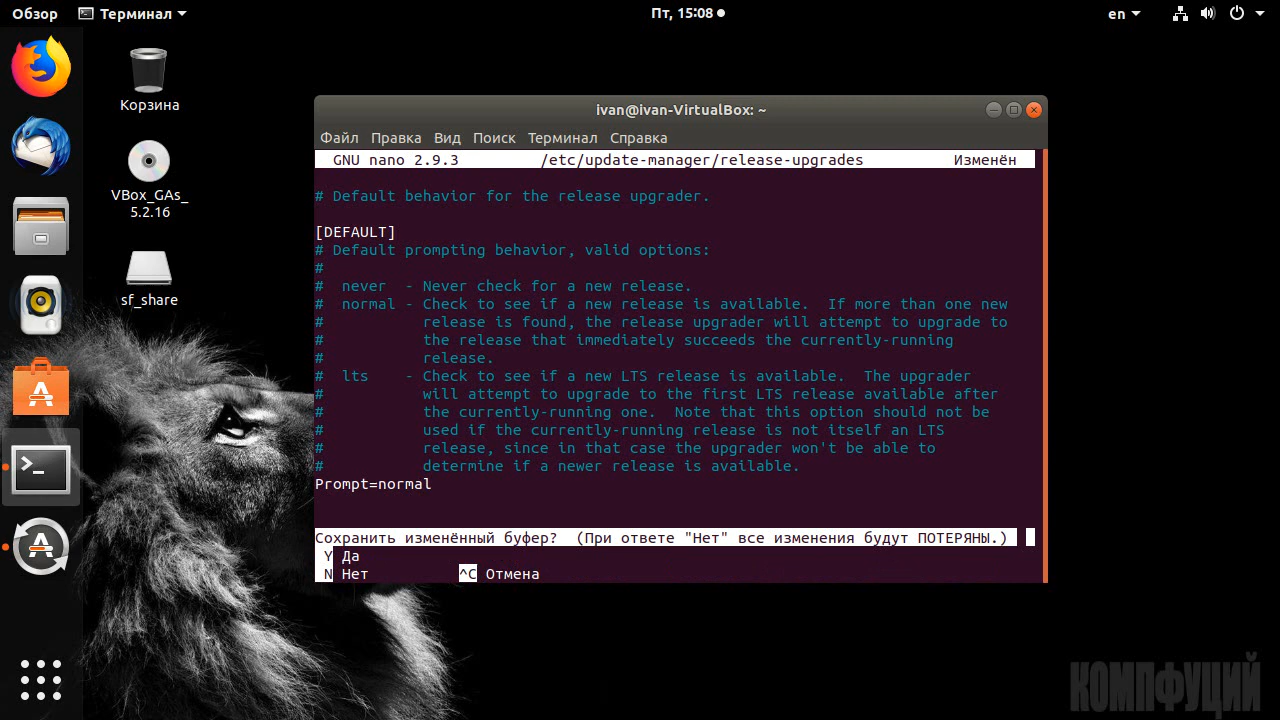 Обзор Терминал Пт, 15:08 en
Корзина
VBox_GAs_
5.2.16
sf_share
ivan@ivan-VirtualBox: ~
Файл Правка Вид Поиск Терминал Справка
GNU nano 2.9.3 /etc/update-manager/release-upgrades Изменён
# Default behavior for the release upgrader.
[DEFAULT]
# Default prompting behavior, valid options:
#
#  never  - Never check for a new release.
#  normal - Check to see if a new release is available.  If more than one new
#           release is found, the release upgrader will attempt to upgrade to
#           the release that immediately succeeds the currently-running
#           release.
#  lts    - Check to see if a new LTS release is available.  The upgrader
#           will attempt to upgrade to the first LTS release available after
#           the currently-running one.  Note that this option should not be
#           used if the currently-running release is not itself an LTS
#           release, since in that case the upgrader won't be able to
#           determine if a newer release is available.
Prompt=normal
Сохранить изменённый буфер?  (При ответе "Нет" все изменения будут ПОТЕРЯНЫ.)
Y Да
N Нет ^C Отмена
КОМПФУЦИЙ